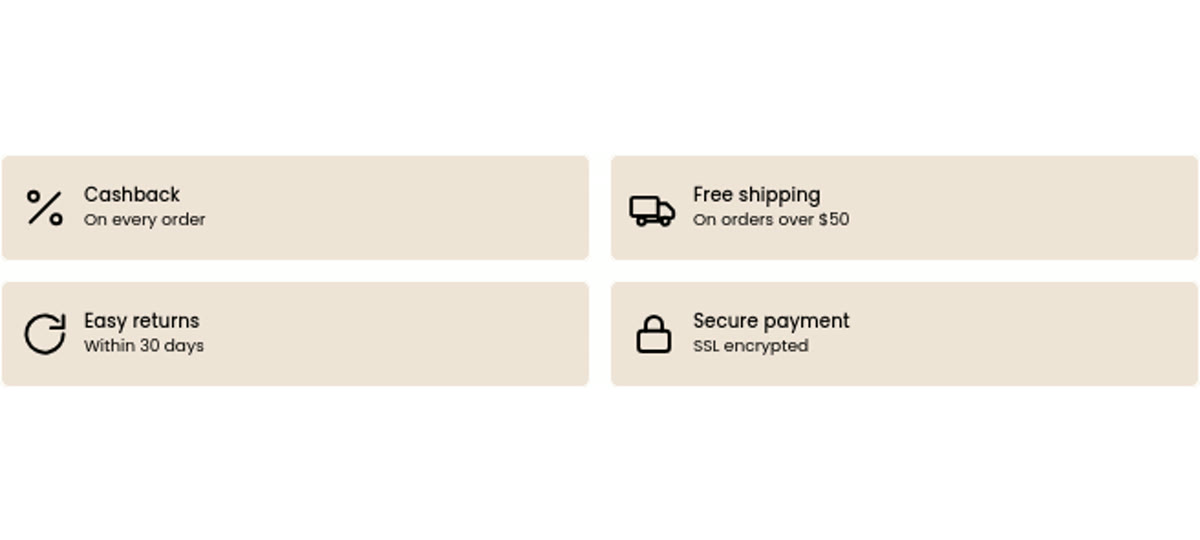 Cashback
On every order
Free shipping
On orders over $50
Easy returns
Within 30 days
Secure payment
SSL encrypted